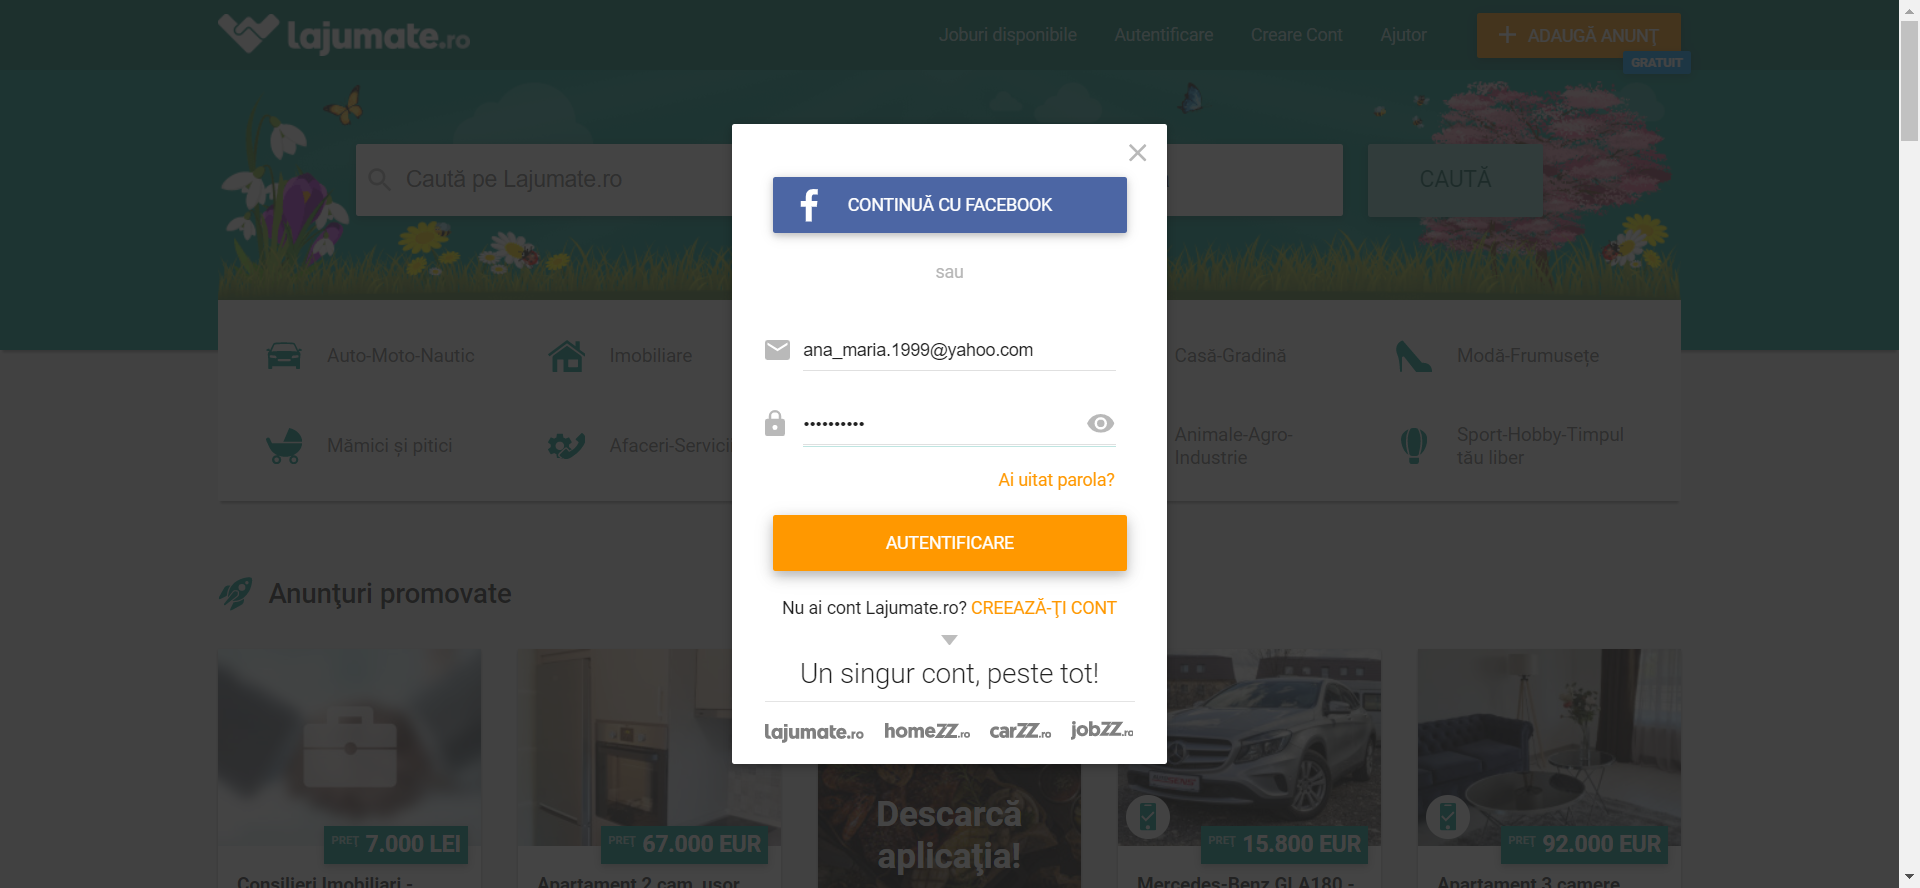 lajumate.ro
Joburi disponibile
Autentificare
Creare Cont
Ajutor
ADAUGĂ ANUNŢ
GRATUIT
Caută pe Lajumate.ro
CAUTĂ
CONTINUĂ CU FACEBOOK
sau
ana_maria.1999@yahoo.com
Ai uitat parola?
AUTENTIFICARE
Nu ai cont Lajumate.ro? CREEAZĂ-ŢI CONT
Un singur cont, peste tot!
lajumate.ro
homeZZ.ro
carZZ.ro
jobZZ.ro
Auto-Moto-Nautic
Imobiliare
Casă-Gradină
Modă-Frumusețe
Mămici și pitici
Afaceri-Servicii
Animale-Agro-
Industrie
Sport-Hobby-Timpul
tău liber
Anunţuri promovate
PREȚ 7.000 LEI
PREȚ 67.000 EUR
Descarcă
aplicaţia!
PREȚ 15.800 EUR
PREȚ 92.000 EUR
Consilieri Imobiliari -
Apartament 2 cam. usor
Mercedes-Benz GLA180 -
Apartament 3 camere